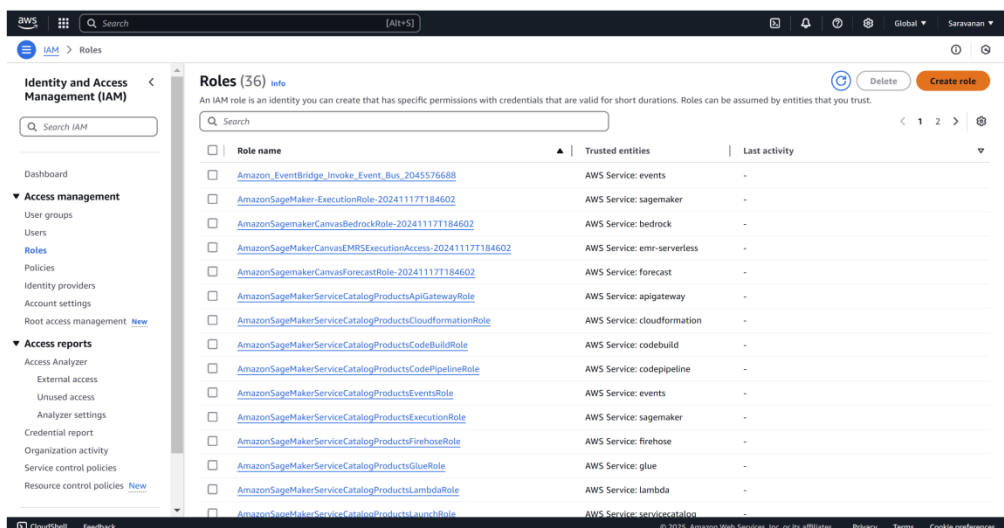 aws
Search [Alt+S] Global Saravanan
IAM > Roles
Identity and Access
Management (IAM)
Search IAM
Dashboard
Access management
User groups
Users
Roles
Policies
Identity providers
Account settings
Root access management New
Access reports
Access Analyzer
External access
Unused access
Analyzer settings
Credential report
Organization activity
Service control policies
Resource control policies New
Roles (36) Info
Delete
Create role
An IAM role is an identity you can create that has specific permissions with credentials that are valid for short durations. Roles can be assumed by entities that you trust.
Search
< 1 2 >
Role name Trusted entities Last activity
Amazon_EventBridge_Invoke_Event_Bus_2045576688 AWS Service: events -
AmazonSageMaker-ExecutionRole-20241117T184602 AWS Service: sagemaker -
AmazonSagemakerCanvasBedrockRole-20241117T184602 AWS Service: bedrock -
AmazonSageMakerCanvasEMRSExecutionAccess-20241117T184602 AWS Service: emr-serverless -
AmazonSagemakerCanvasForecastRole-20241117T184602 AWS Service: forecast -
AmazonSageMakerServiceCatalogProductsApiGatewayRole AWS Service: apigateway -
AmazonSageMakerServiceCatalogProductsCloudformationRole AWS Service: cloudformation -
AmazonSageMakerServiceCatalogProductsCodeBuildRole AWS Service: codebuild -
AmazonSageMakerServiceCatalogProductsCodePipelineRole AWS Service: codepipeline -
AmazonSageMakerServiceCatalogProductsEventsRole AWS Service: events -
AmazonSageMakerServiceCatalogProductsExecutionRole AWS Service: sagemaker -
AmazonSageMakerServiceCatalogProductsFirehoseRole AWS Service: firehose -
AmazonSageMakerServiceCatalogProductsGlueRole AWS Service: glue -
AmazonSageMakerServiceCatalogProductsLambdaRole AWS Service: lambda -
AmazonSageMakerServiceCatalogProductsLaunchRole AWS Service: servicecatalog -
CloudShell Feedback © 2025, Amazon Web Services, Inc. or its affiliates. Privacy Terms Cookie preferences